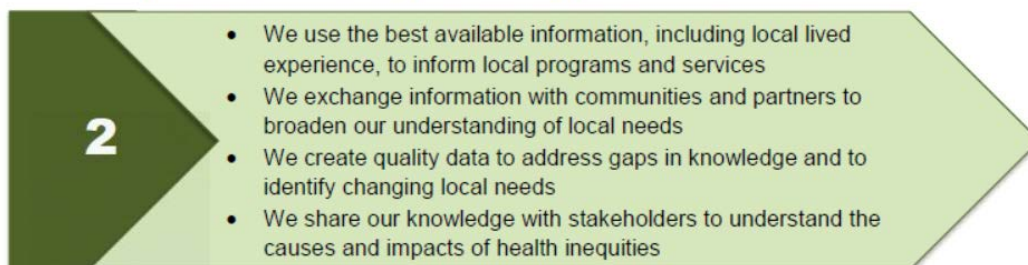 2
• We use the best available information, including local lived
experience, to inform local programs and services
• We exchange information with communities and partners to
broaden our understanding of local needs
• We create quality data to address gaps in knowledge and to
identify changing local needs
• We share our knowledge with stakeholders to understand the
causes and impacts of health inequities